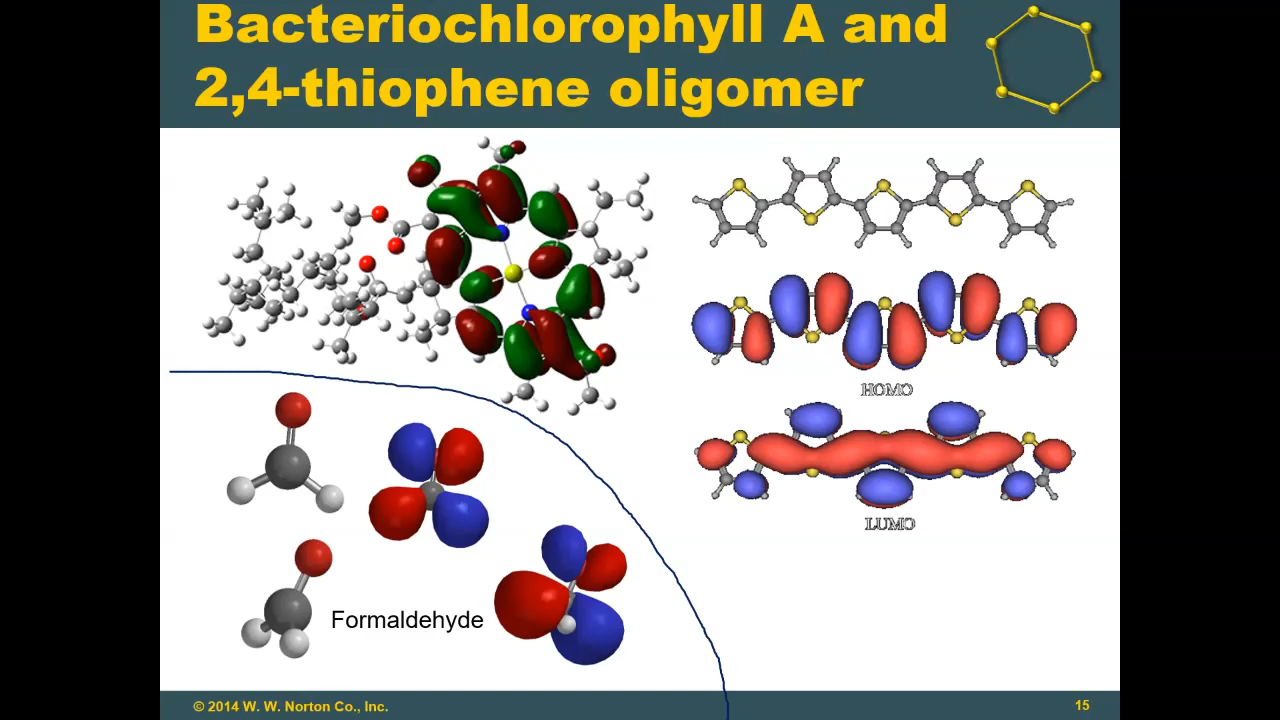 Bacteriochlorophyll A and
2,4-thiophene oligomer
HOMO
LUMO
Formaldehyde
© 2014 W. W. Norton Co., Inc.
15